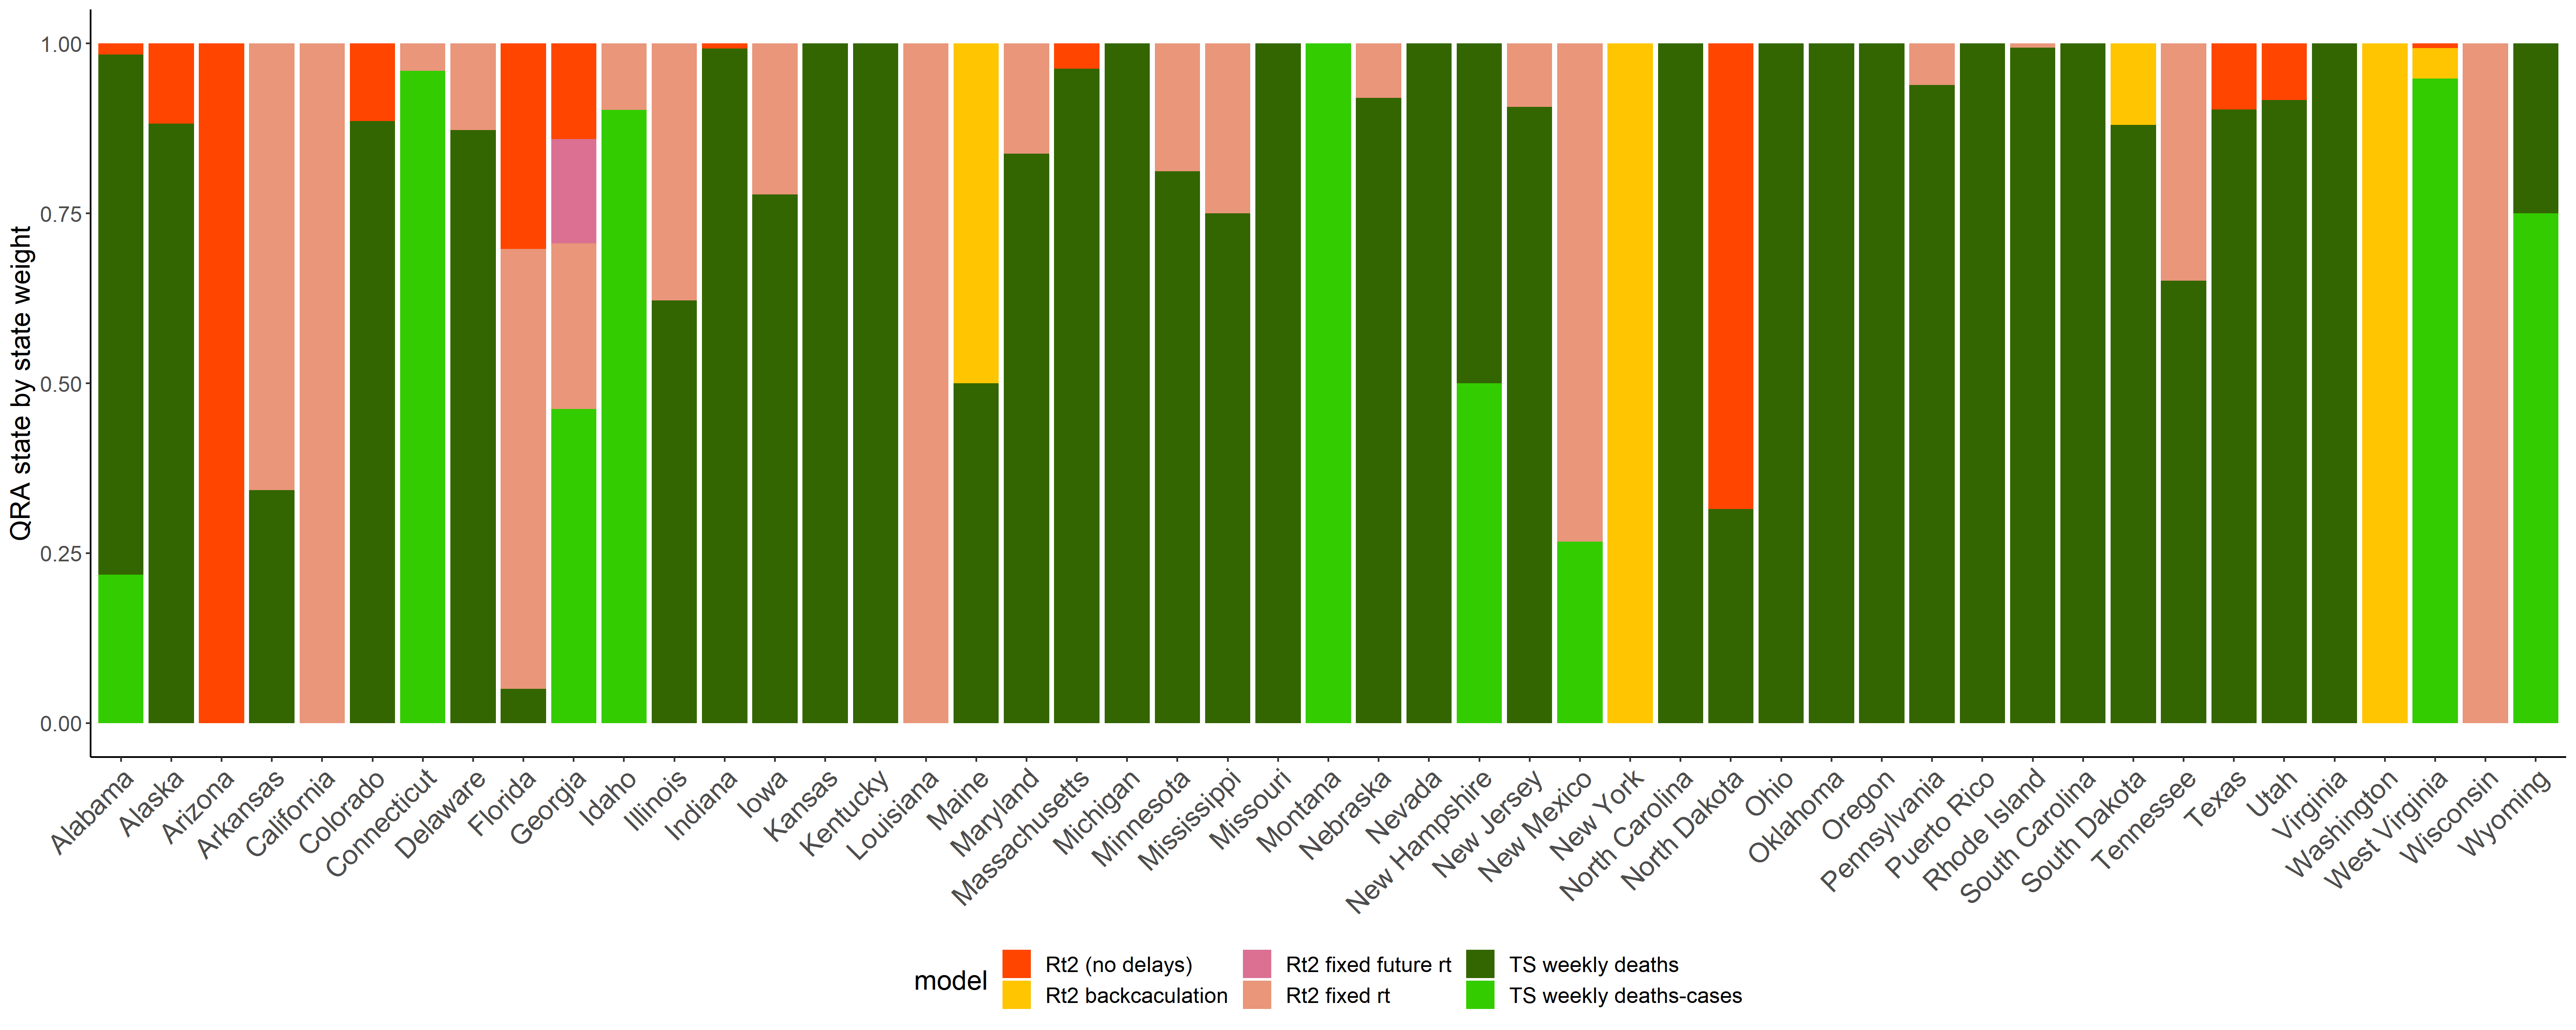 QRA state by state weight
1.00
0.75
0.50
0.25
0.00
Alabama
Alaska
Arizona
Arkansas
California
Colorado
Connecticut
Delaware
Florida
Georgia
Idaho
Illinois
Indiana
Iowa
Kansas
Kentucky
Louisiana
Maine
Maryland
Massachusetts
Michigan
Minnesota
Mississippi
Missouri
Montana
Nebraska
Nevada
New Hampshire
New Jersey
New Mexico
New York
North Carolina
North Dakota
Ohio
Oklahoma
Oregon
Pennsylvania
Puerto Rico
Rhode Island
South Carolina
South Dakota
Tennessee
Texas
Utah
Virginia
Washington
West Virginia
Wisconsin
Wyoming
model
Rt2 (no delays)
Rt2 backcaculation
Rt2 fixed future rt
Rt2 fixed rt
TS weekly deaths
TS weekly deaths-cases